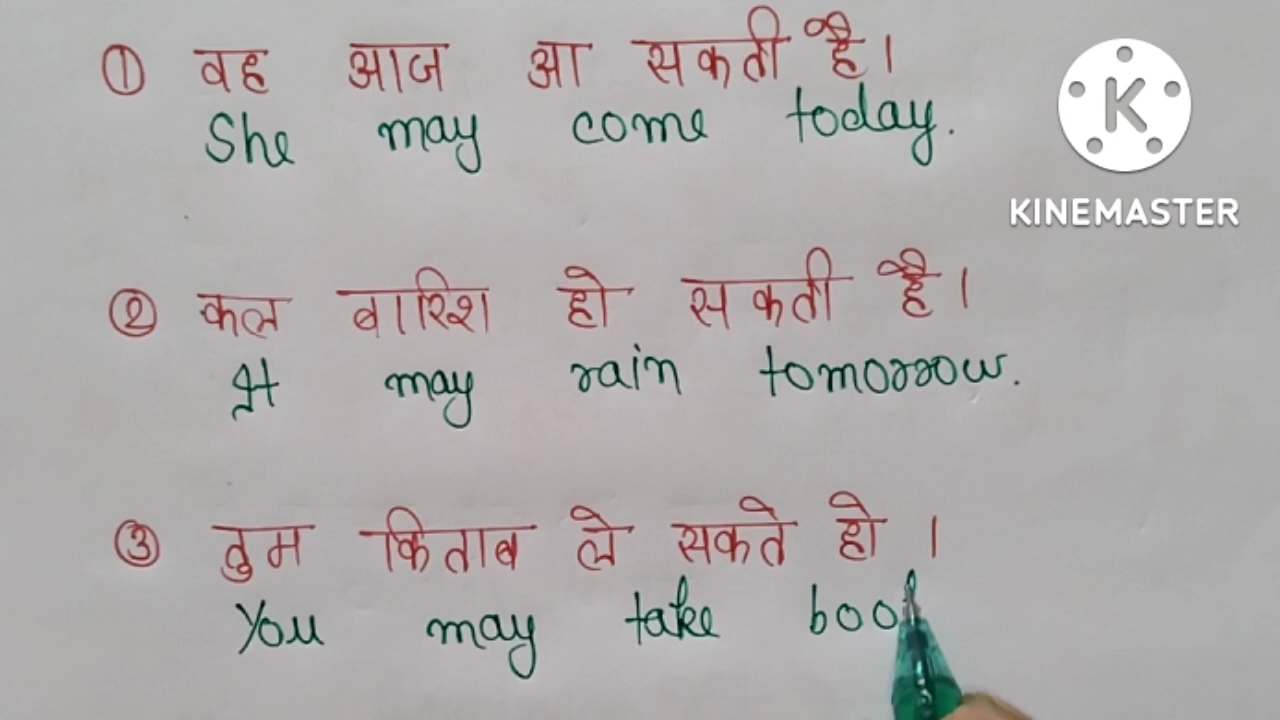 ① वह आज आ सकती है।
She may come today.
KINEMASTER
② कल बारिश हो सकती है।
It may rain tomorrow.
③ तुम किताब ले सकते हो ।
You may take boo